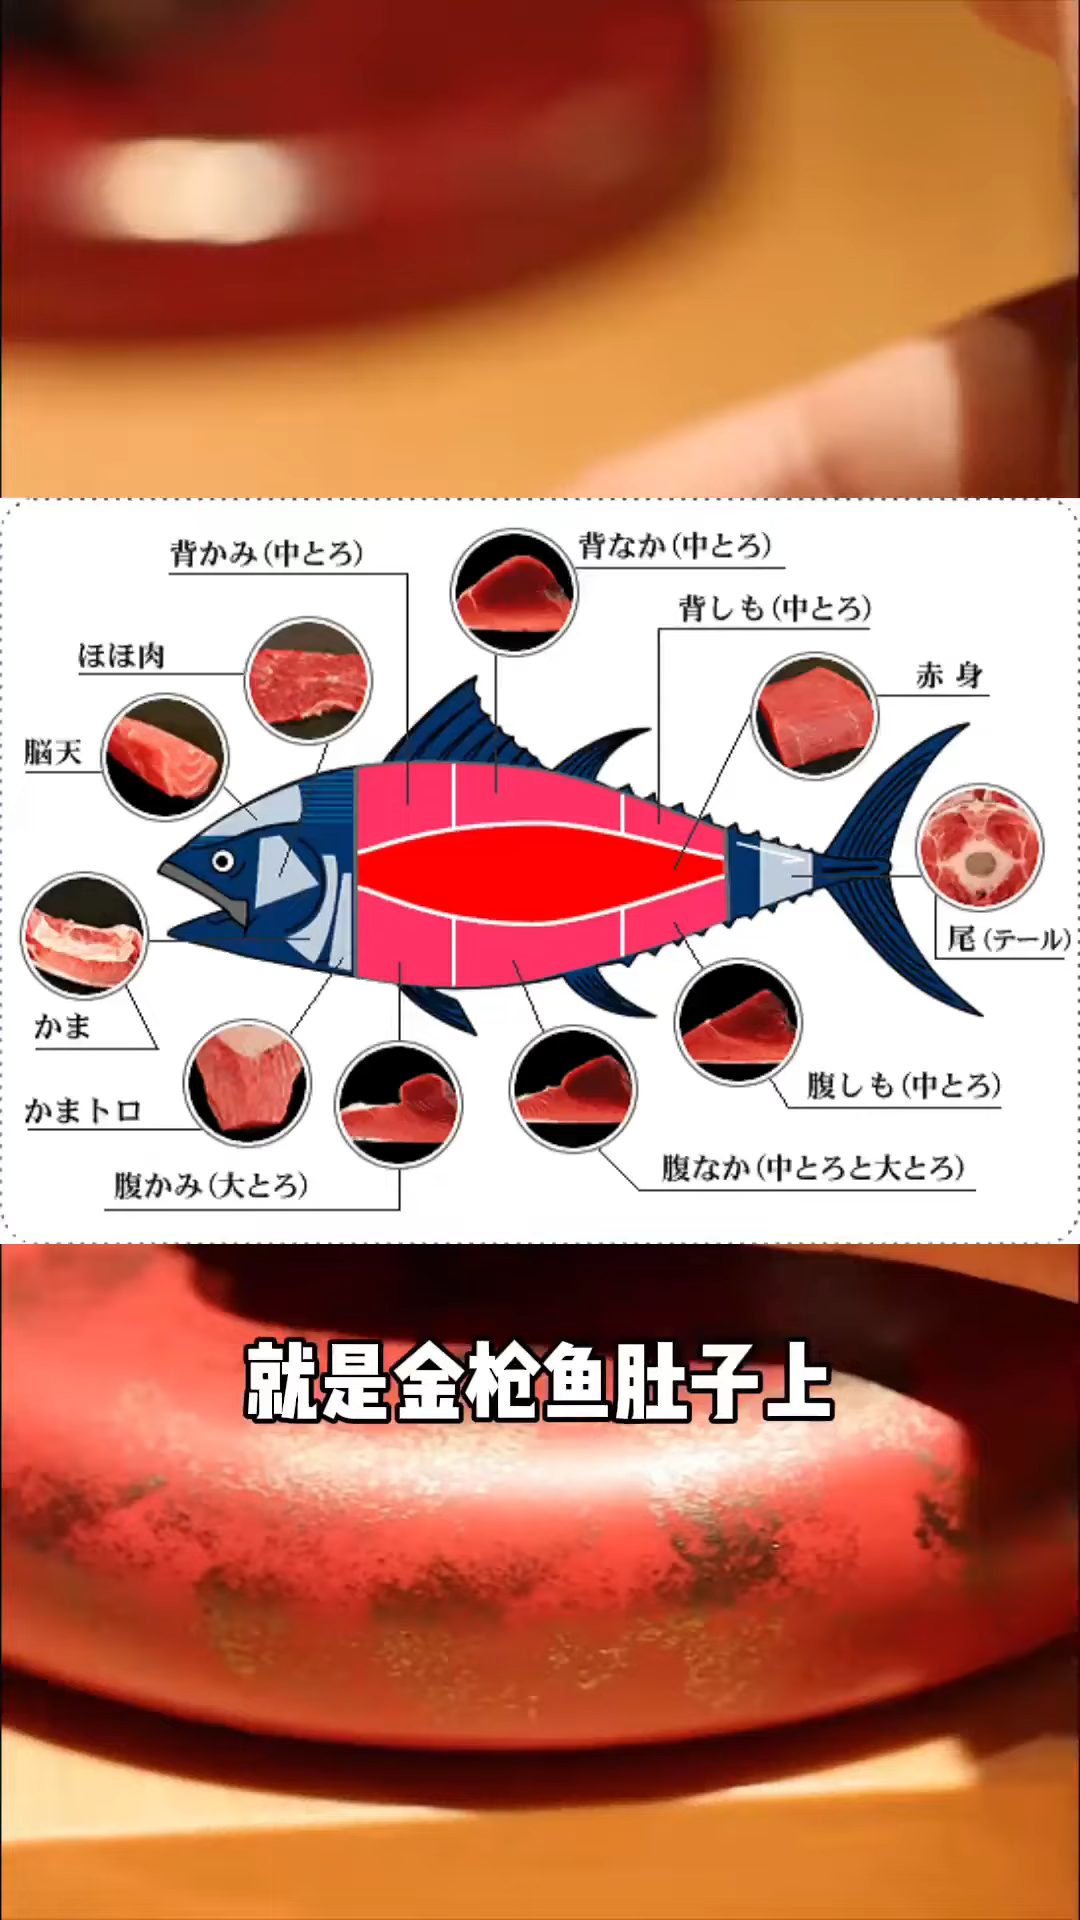 背かみ(中とろ)
背なか(中とろ)
背しも(中とろ)
ほほ肉
赤身
脳天
尾(テール)
かま
腹しも(中とろ)
かまトロ
腹なか(中とろと大とろ)
腹かみ(大とろ)
就是金枪鱼肚子上